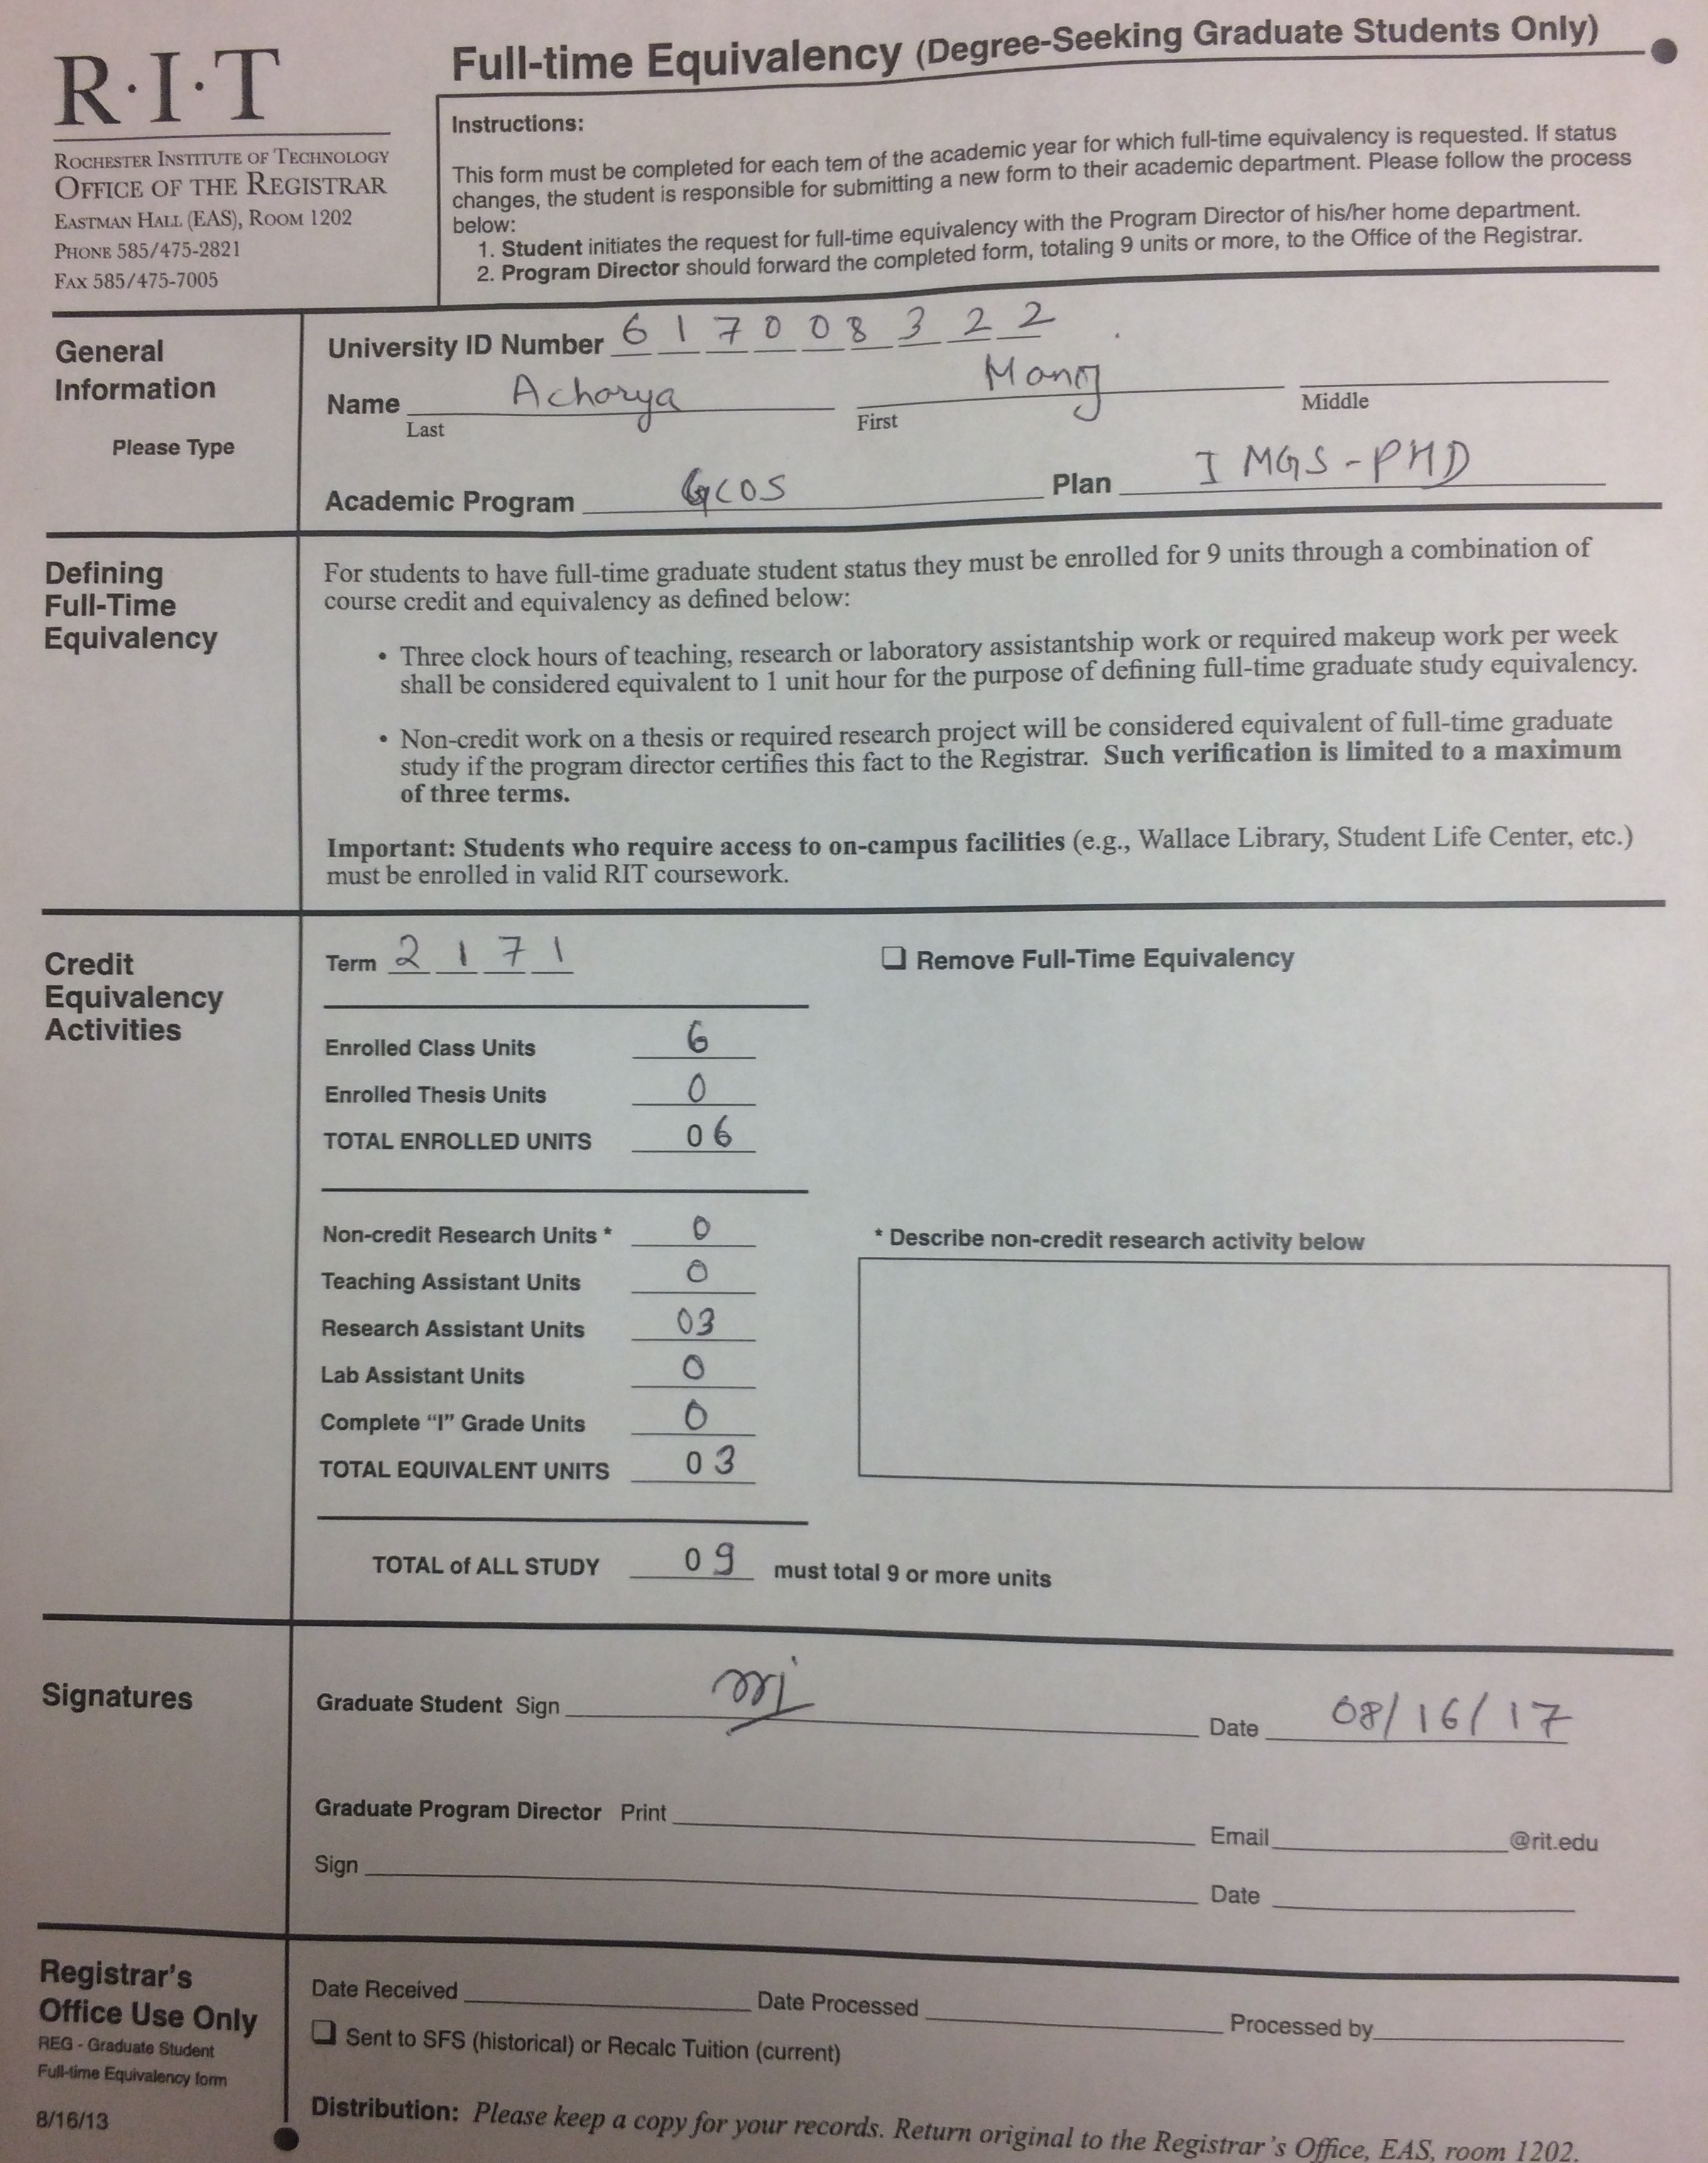 R·I·T
ROCHESTER INSTITUTE OF TECHNOLOGY
OFFICE OF THE REGISTRAR
EASTMAN HALL (EAS), ROOM 1202
PHONE 585/475-2821
FAX 585/475-7005
Full-time Equivalency (Degree-Seeking Graduate Students Only)
Instructions:
This form must be completed for each tem of the academic year for which full-time equivalency is requested. If status
changes, the student is responsible for submitting a new form to their academic department. Please follow the process
below:
1. Student initiates the request for full-time equivalency with the Program Director of his/her home department.
2. Program Director should forward the completed form, totaling 9 units or more, to the Office of the Registrar.
General
Information
Please Type
University ID Number 6 1 7 0 0 8 3 2 2
Name Acharya Manoj
Last First Middle
Academic Program GCOS Plan IMGS-PHD
Defining
Full-Time
Equivalency
For students to have full-time graduate student status they must be enrolled for 9 units through a combination of
course credit and equivalency as defined below:
• Three clock hours of teaching, research or laboratory assistantship work or required makeup work per week
shall be considered equivalent to 1 unit hour for the purpose of defining full-time graduate study equivalency.
• Non-credit work on a thesis or required research project will be considered equivalent of full-time graduate
study if the program director certifies this fact to the Registrar. Such verification is limited to a maximum
of three terms.
Important: Students who require access to on-campus facilities (e.g., Wallace Library, Student Life Center, etc.)
must be enrolled in valid RIT coursework.
Credit
Equivalency
Activities
Term 2 1 7 1
Remove Full-Time Equivalency
Enrolled Class Units 6
Enrolled Thesis Units 0
TOTAL ENROLLED UNITS 06
Non-credit Research Units * 0
Teaching Assistant Units 0
Research Assistant Units 03
Lab Assistant Units 0
Complete “I” Grade Units 0
TOTAL EQUIVALENT UNITS 03
* Describe non-credit research activity below
TOTAL of ALL STUDY 09 must total 9 or more units
Signatures
Graduate Student Sign Date 08/16/17
Graduate Program Director Print Email @rit.edu
Sign Date
Registrar's
Office Use Only
REG - Graduate Student
Full-time Equivalency form
8/16/13
Date Received Date Processed Processed by
Sent to SFS (historical) or Recalc Tuition (current)
Distribution: Please keep a copy for your records. Return original to the Registrar's Office, EAS, room 1202.